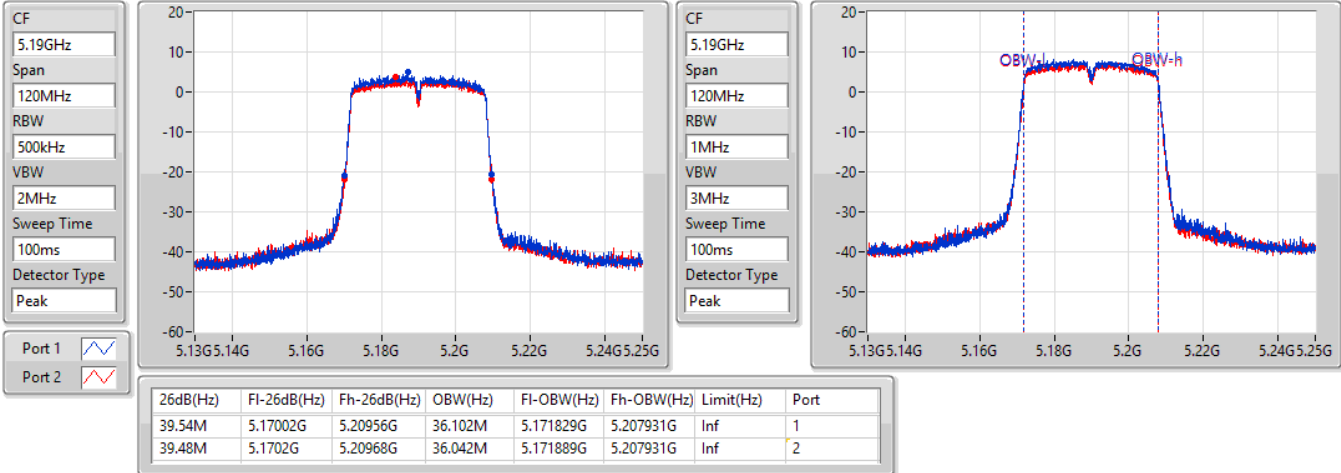 CF
5.19GHz
Span
120MHz
RBW
500kHz
VBW
2MHz
Sweep Time
100ms
Detector Type
Peak
Port 1
Port 2
20
10
0
-10
-20
-30
-40
-50
-60
5.13G 5.14G 5.16G 5.18G 5.2G 5.22G 5.24G 5.25G
CF
5.19GHz
Span
120MHz
RBW
1MHz
VBW
3MHz
Sweep Time
100ms
Detector Type
Peak
20
10
0
-10
-20
-30
-40
-50
-60
OBW-l OBW-h
5.13G 5.14G 5.16G 5.18G 5.2G 5.22G 5.24G 5.25G
26dB(Hz) Fl-26dB(Hz) Fh-26dB(Hz) OBW(Hz) Fl-OBW(Hz) Fh-OBW(Hz) Limit(Hz) Port
39.54M 5.17002G 5.20956G 36.102M 5.171829G 5.207931G Inf 1
39.48M 5.1702G 5.20968G 36.042M 5.171889G 5.207931G Inf 2